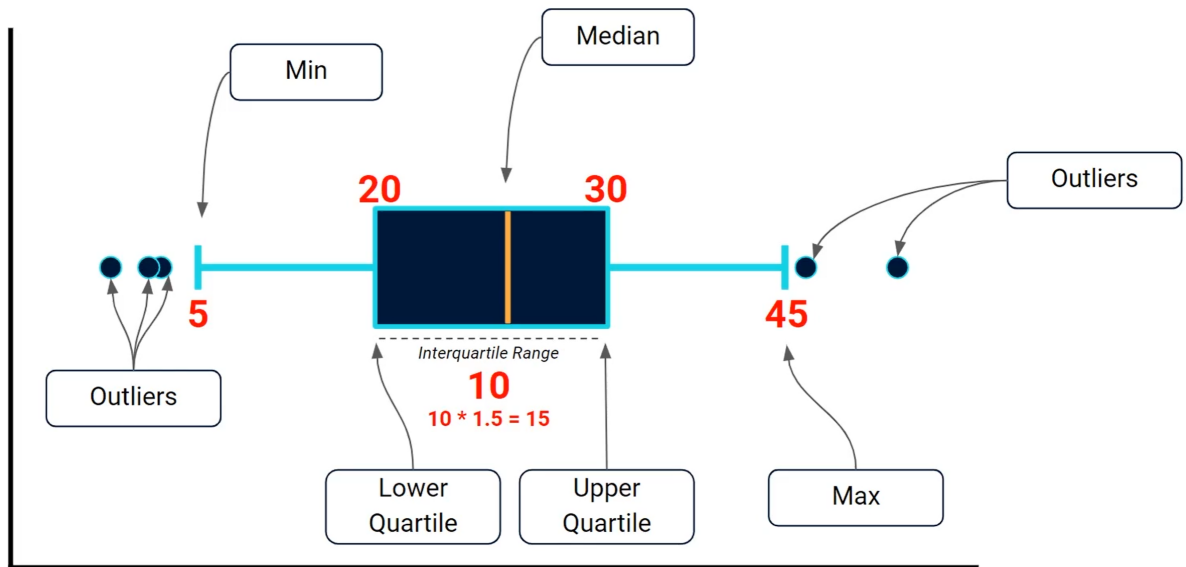 Median
Min
Outliers
20
30
5
45
Interquartile Range
10
10 * 1.5 = 15
Outliers
Lower
Quartile
Upper
Quartile
Max